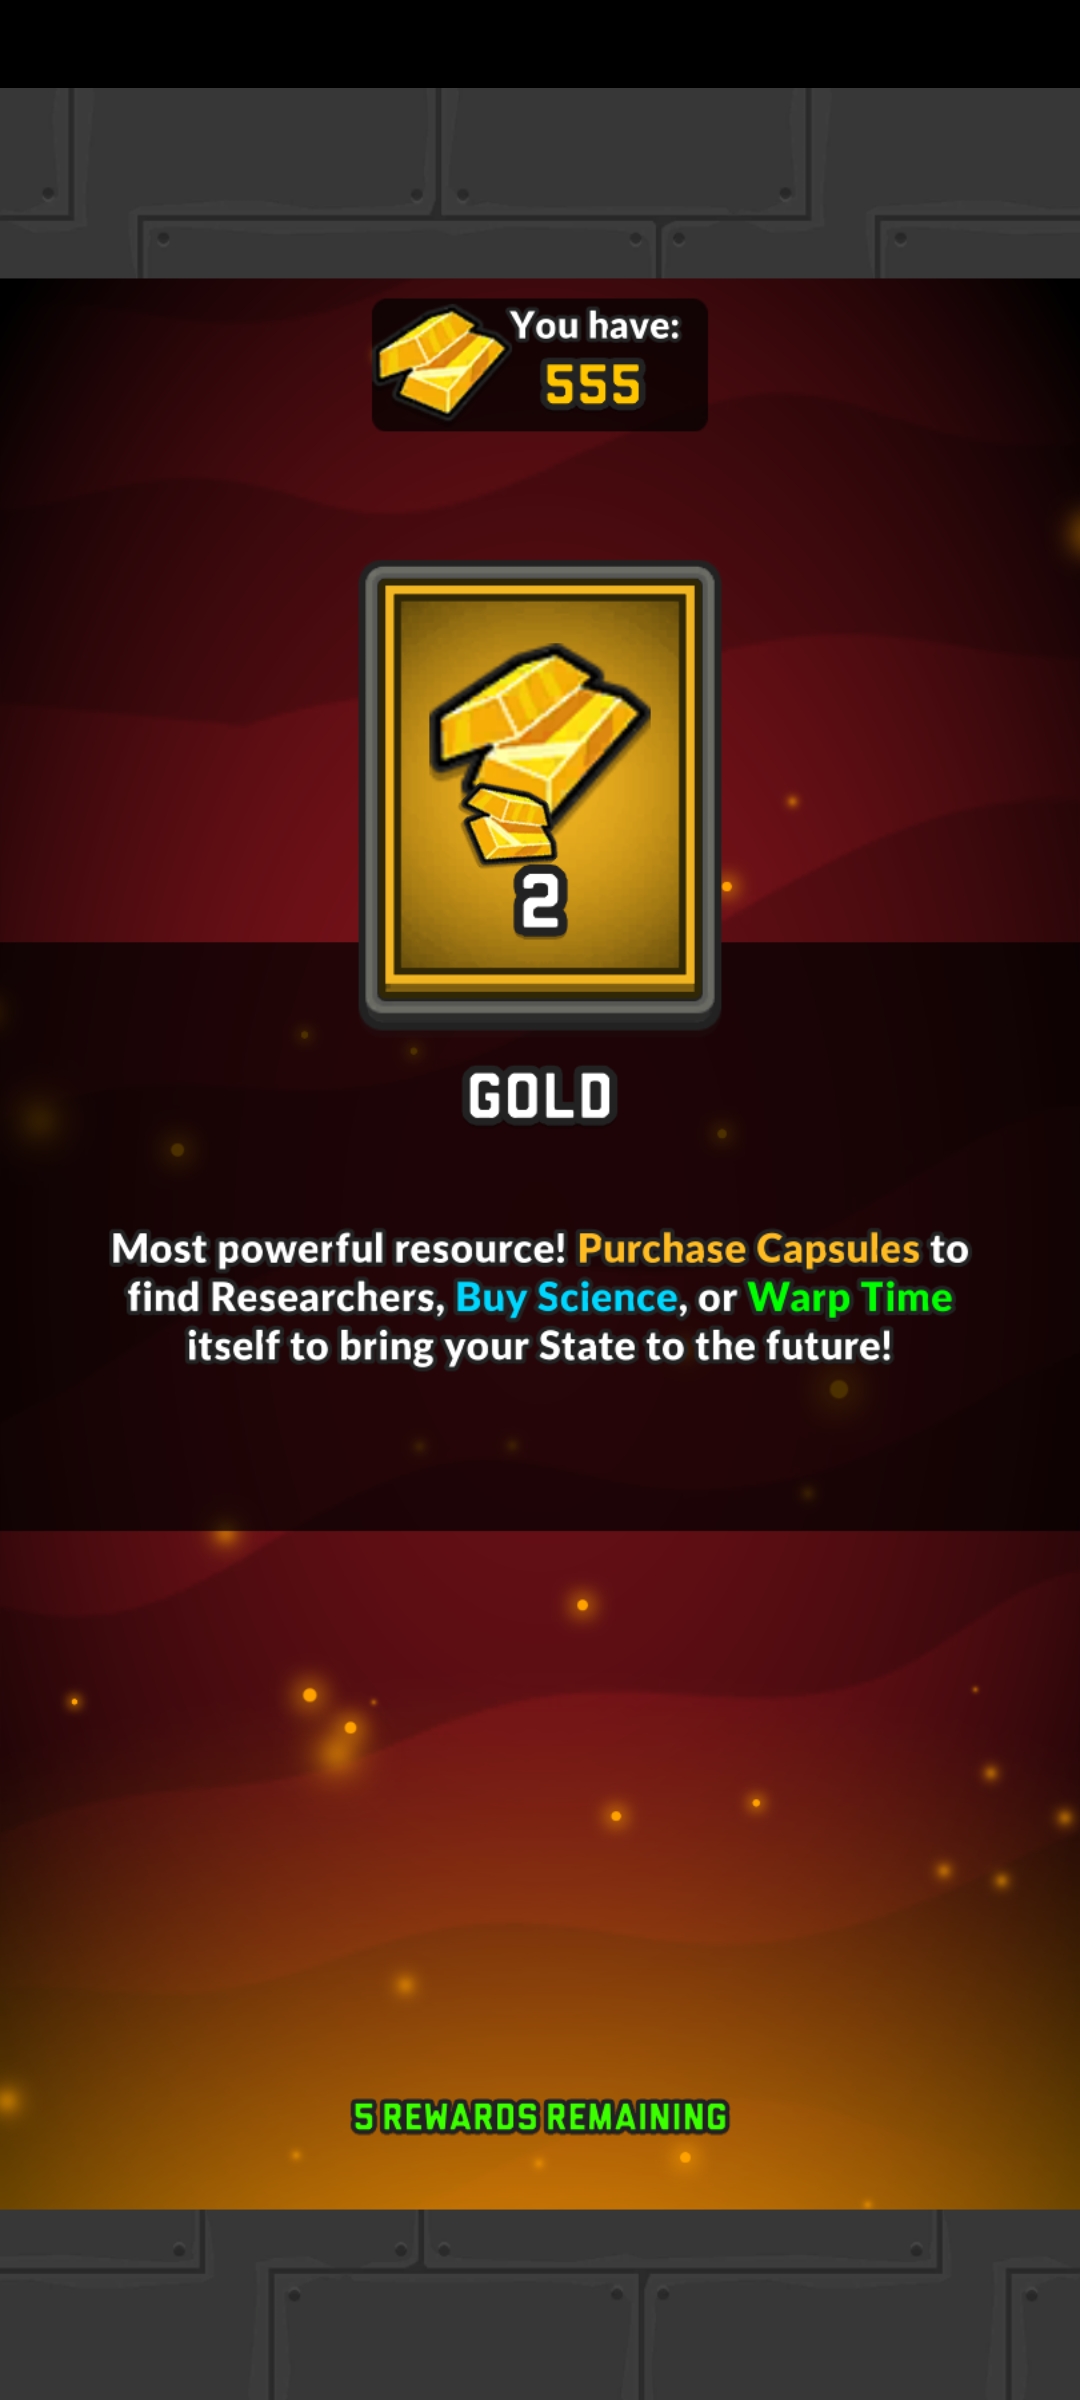 You have:
555
2
GOLD
Most powerful resource! Purchase Capsules to
find Researchers, Buy Science, or Warp Time
itself to bring your State to the future!
5 REWARDS REMAINING